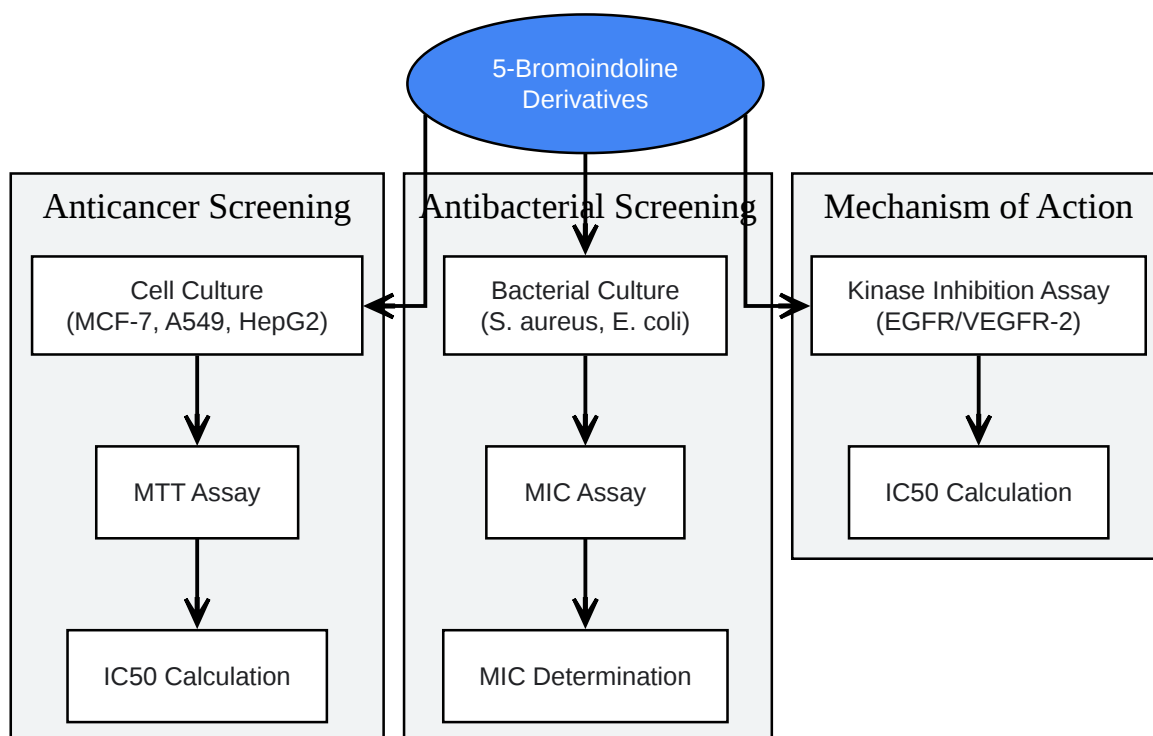 5-Bromoindoline
Derivatives
Anticancer Screening
Cell Culture
(MCF-7, A549, HepG2)
MTT Assay
IC50 Calculation
Antibacterial Screening
Bacterial Culture
(S. aureus, E. coli)
MIC Assay
MIC Determination
Mechanism of Action
Kinase Inhibition Assay
(EGFR/VEGFR-2)
IC50 Calculation